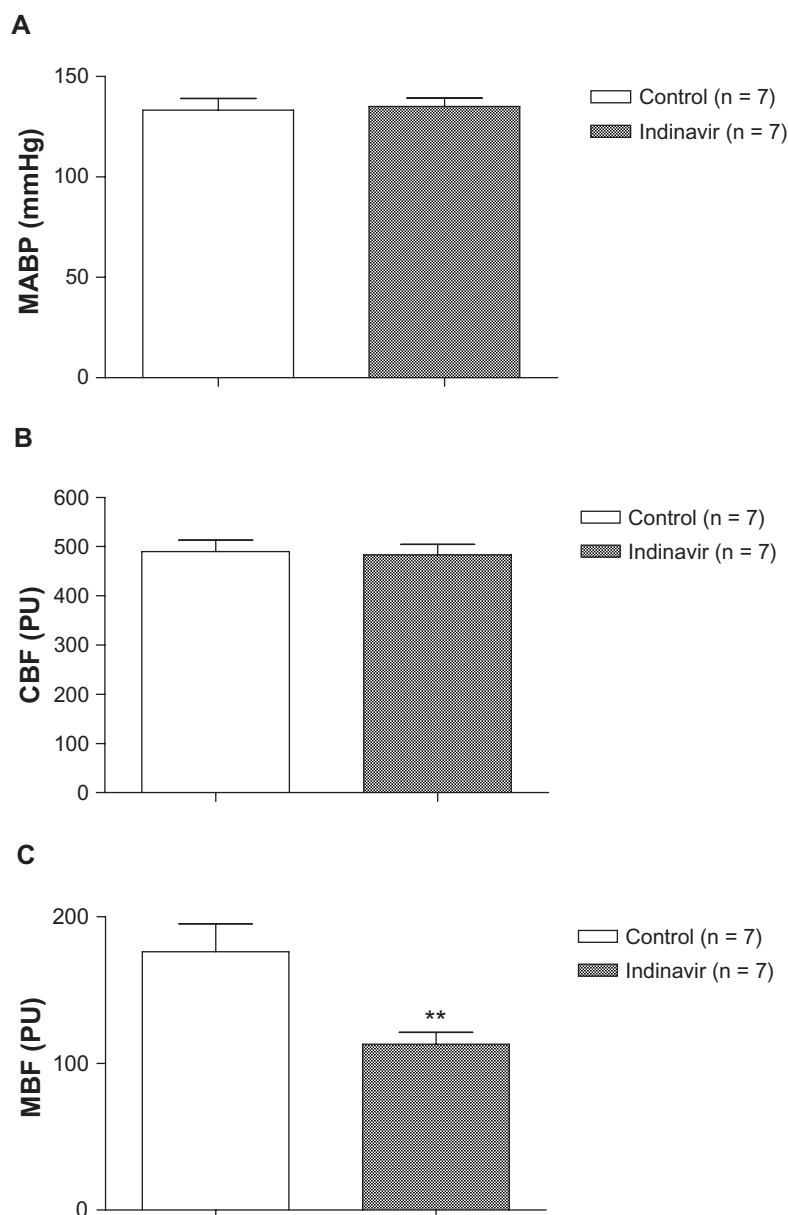 A
MABP (mmHg)
150
100
50
0
Control (n = 7)
Indinavir (n = 7)
B
CBF (PU)
600
500
400
300
200
100
0
Control (n = 7)
Indinavir (n = 7)
C
MBF (PU)
200
100
0
**
Control (n = 7)
Indinavir (n = 7)